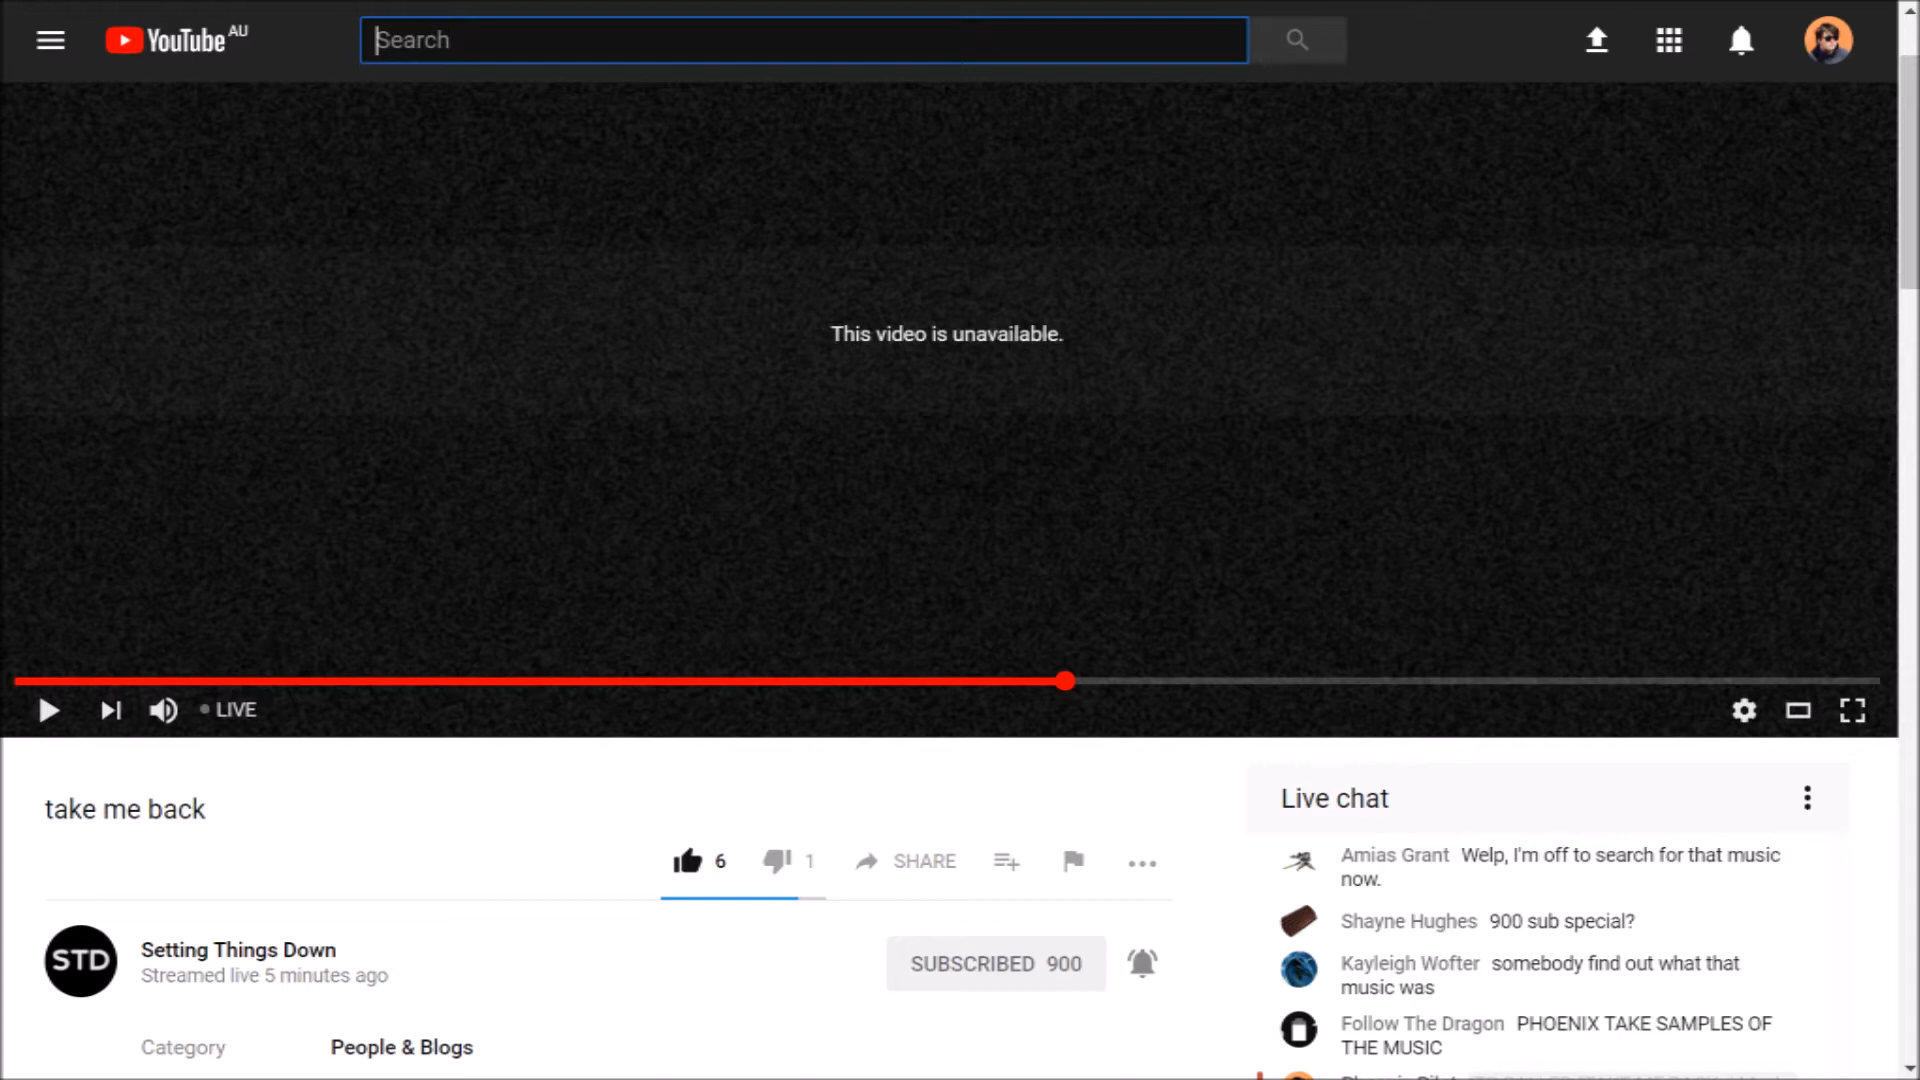 YouTube AU
Search
This video is unavailable.
LIVE
take me back
6
1
SHARE
STD
Setting Things Down
Streamed live 5 minutes ago
SUBSCRIBED 900
Category
People & Blogs
Live chat
Amias Grant Welp, I'm off to search for that music
now.
Shayne Hughes 900 sub special?
Kayleigh Wofter somebody find out what that
music was
Follow The Dragon PHOENIX TAKE SAMPLES OF
THE MUSIC